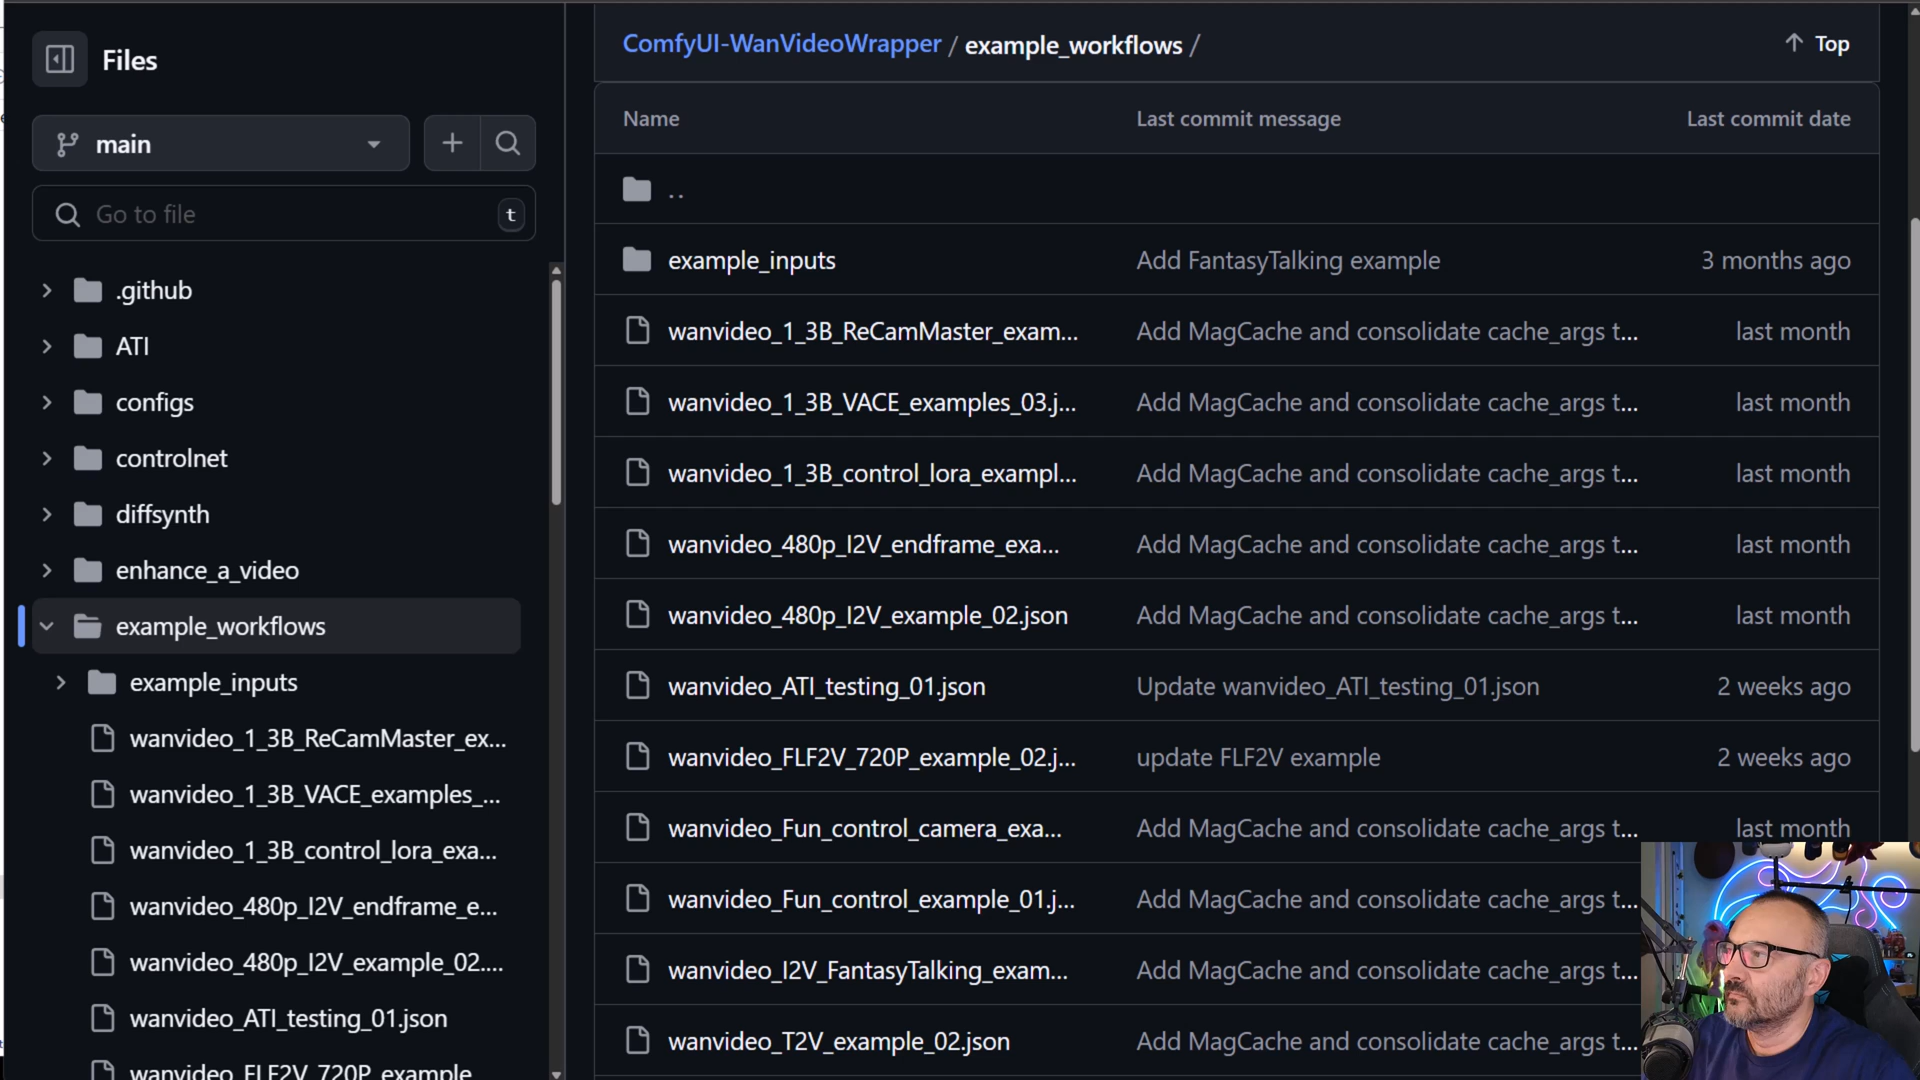 Files
main
Go to file
t
.github
ATI
configs
controlnet
diffsynth
enhance_a_video
example_workflows
example_inputs
wanvideo_1_3B_ReCamMaster_ex...
wanvideo_1_3B_VACE_examples_...
wanvideo_1_3B_control_lora_exa...
wanvideo_480p_I2V_endframe_e...
wanvideo_480p_I2V_example_02....
wanvideo_ATI_testing_01.json
wanvideo_FLF2V_720P_example
ComfyUI-WanVideoWrapper / example_workflows /
Top
Name Last commit message Last commit date
..
example_inputs Add FantasyTalking example 3 months ago
wanvideo_1_3B_ReCamMaster_exam... Add MagCache and consolidate cache_args t... last month
wanvideo_1_3B_VACE_examples_03.j... Add MagCache and consolidate cache_args t... last month
wanvideo_1_3B_control_lora_exampl... Add MagCache and consolidate cache_args t... last month
wanvideo_480p_I2V_endframe_exa... Add MagCache and consolidate cache_args t... last month
wanvideo_480p_I2V_example_02.json Add MagCache and consolidate cache_args t... last month
wanvideo_ATI_testing_01.json Update wanvideo_ATI_testing_01.json 2 weeks ago
wanvideo_FLF2V_720P_example_02.j... update FLF2V example 2 weeks ago
wanvideo_Fun_control_camera_exa... Add MagCache and consolidate cache_args t... last month
wanvideo_Fun_control_example_01.j... Add MagCache and consolidate cache_args t...
wanvideo_I2V_FantasyTalking_exam... Add MagCache and consolidate cache_args t...
wanvideo_T2V_example_02.json Add MagCache and consolidate cache_args t...